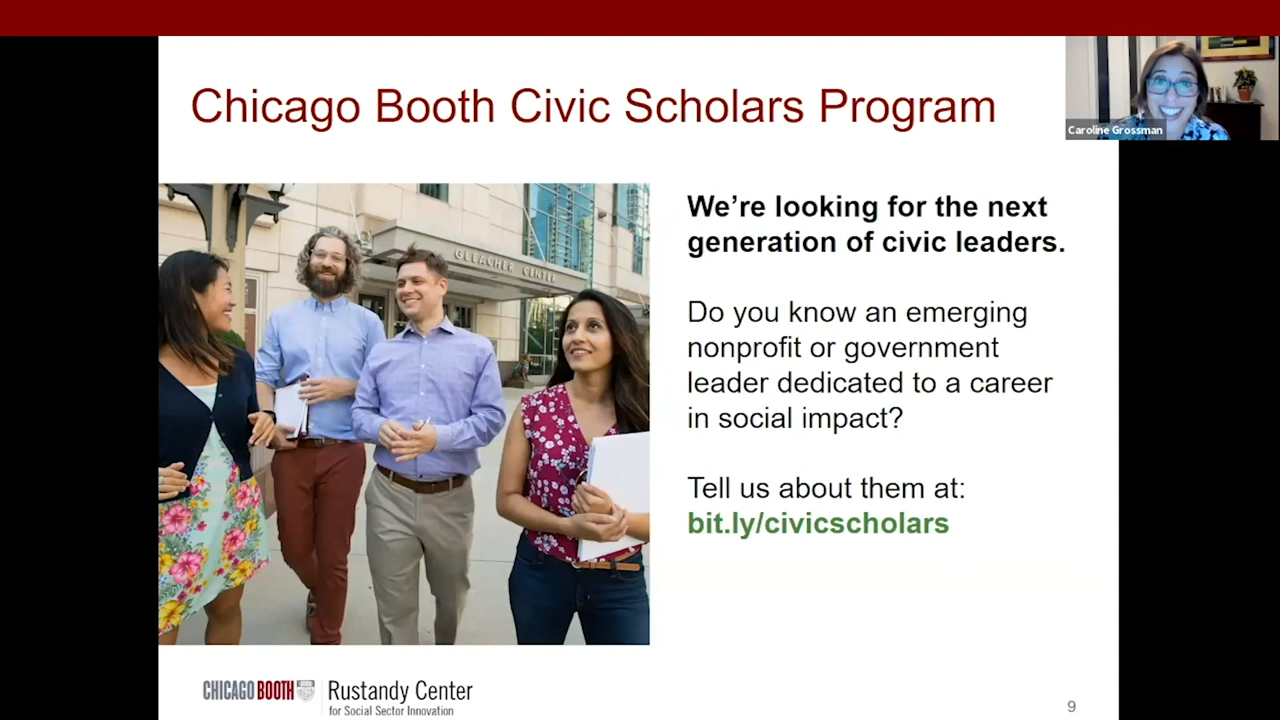 Chicago Booth Civic Scholars Program
Caroline Grossman
GLEACHER CENTER
We’re looking for the next
generation of civic leaders.
Do you know an emerging
nonprofit or government
leader dedicated to a career
in social impact?
Tell us about them at:
bit.ly/civicscholars
CHICAGO BOOTH
Rustandy Center
for Social Sector Innovation
9